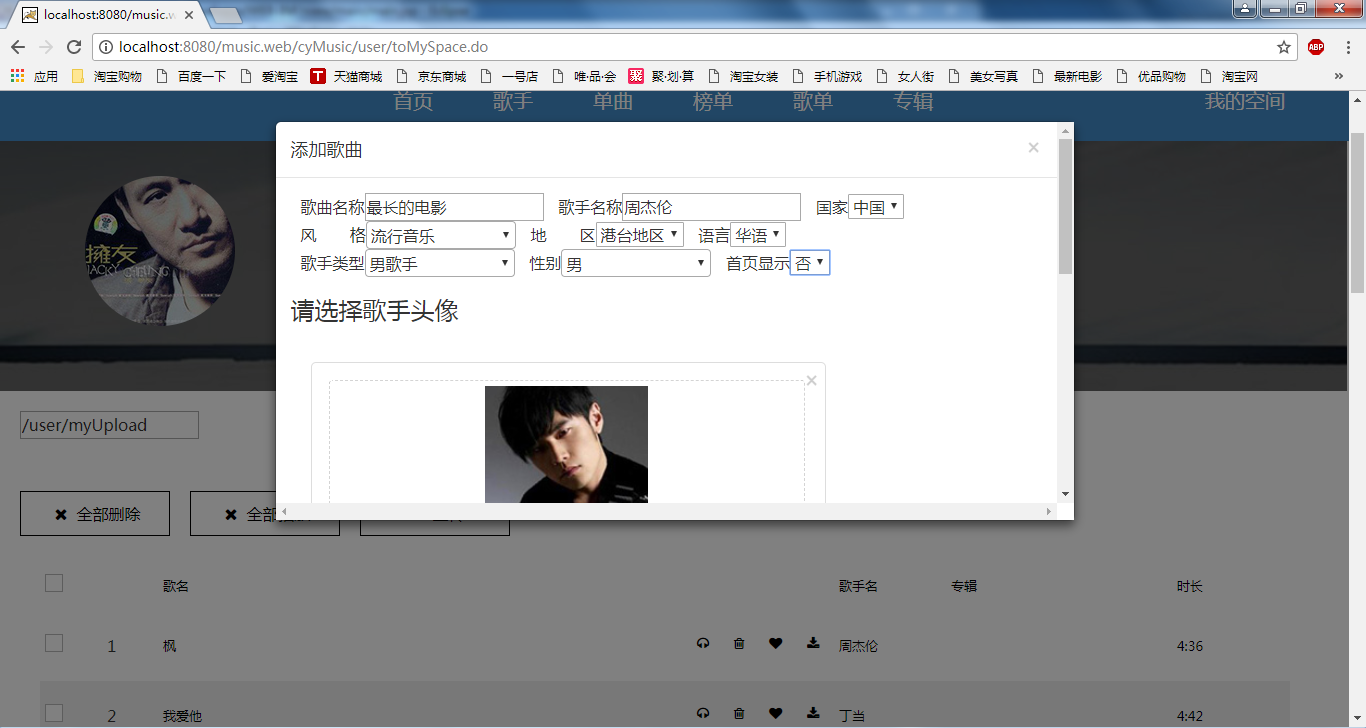 localhost:8080/music.w
localhost:8080/music.web/cyMusic/user/toMySpace.do
ABP
应用 淘宝购物 百度一下 爱淘宝 T 天猫商城 京东商城 一号店 唯·品·会 聚 聚·划·算 淘宝女装 手机游戏 女人街 美女写真 最新电影 优品购物 淘宝网 »
首页 歌手 单曲 榜单 歌单 专辑 我的空间
添加歌曲 ×
歌曲名称 最长的电影 歌手名称 周杰伦 国家 中国
风 格 流行音乐 地 区 港台地区 语言 华语
歌手类型 男歌手 性别 男 首页显示 否
请选择歌手头像
×
擁友
JACKY CHEUNG
/user/myUpload
全部删除 全部
歌名 歌手名 专辑 时长
1 枫 周杰伦 4:36
2 我爱他 丁当 4:42